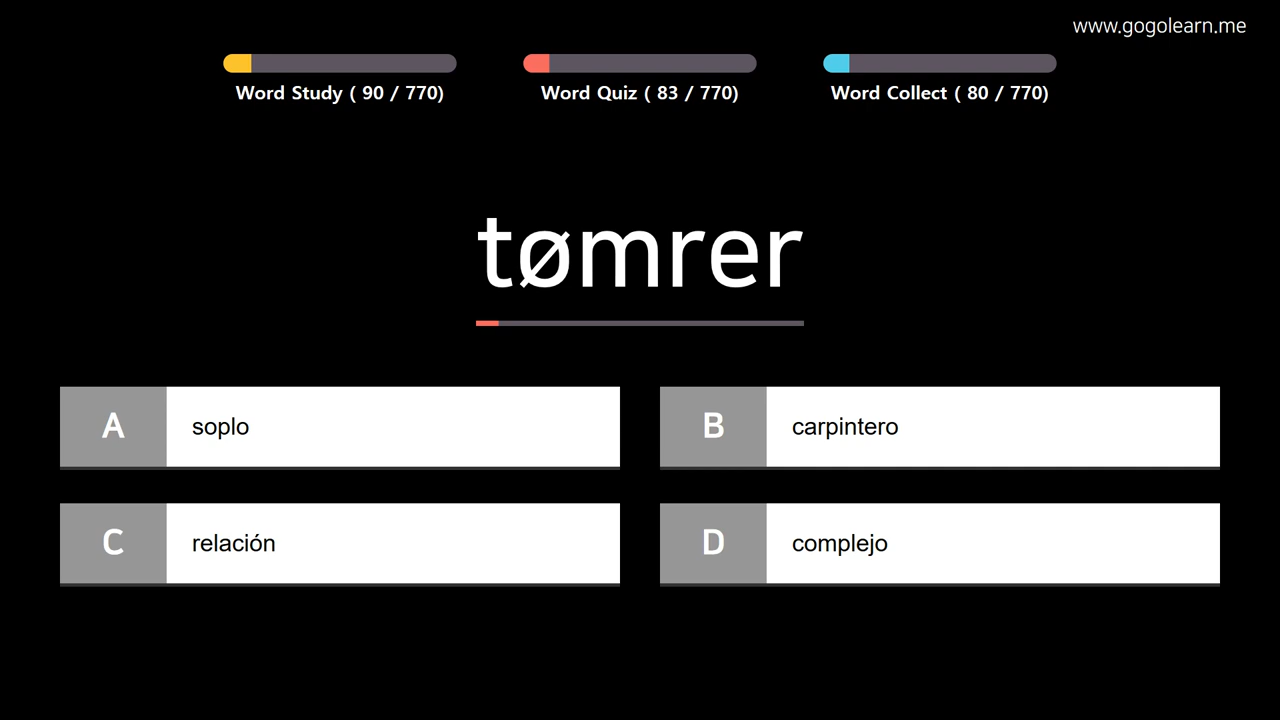 www.gogolearn.me
Word Study ( 90 / 770)
Word Quiz ( 83 / 770)
Word Collect ( 80 / 770)
tømrer
A soplo
B carpintero
C relación
D complejo